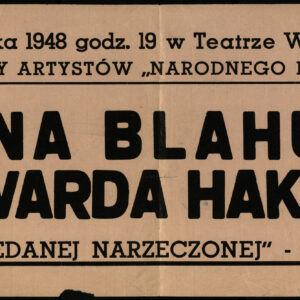 ka 1948 godz. 19 w Teatrze W
Y ARTYSTÓW „NARODNEGO
NA BLAHU
WARDA HAK
EDANEJ NARZECZONEJ" -